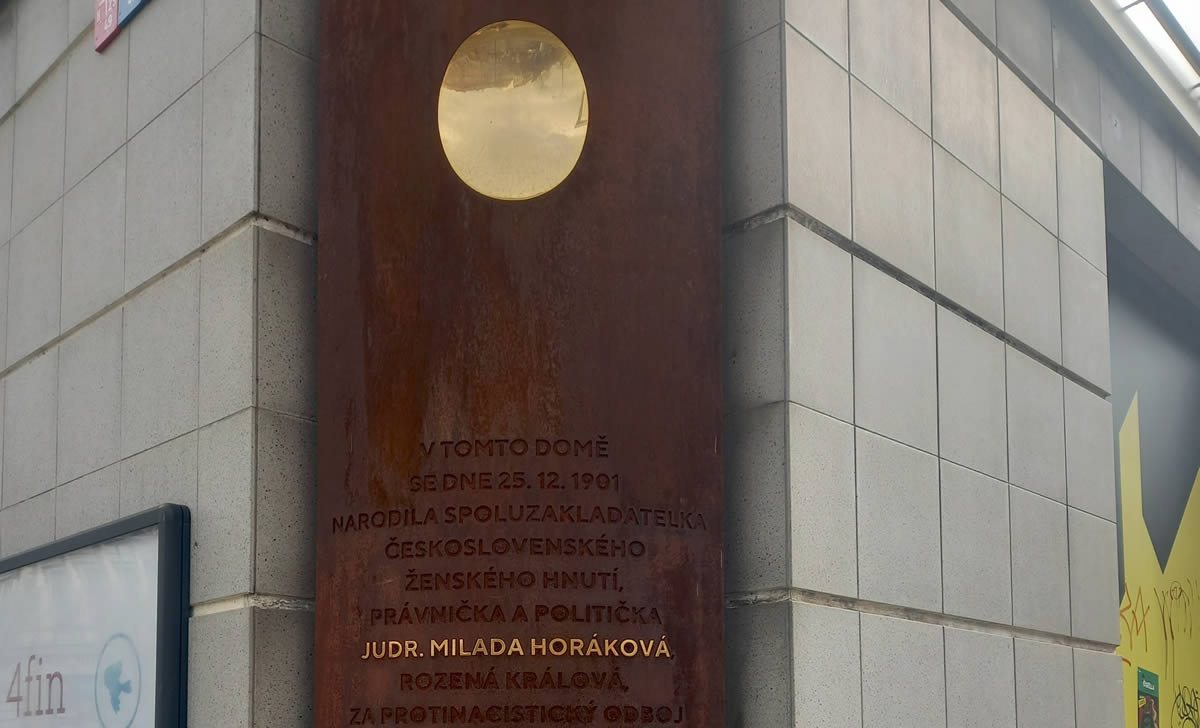 V TOMTO DOMĚ
SE DNE 25. 12. 1901
NARODILA SPOLUZAKLADATELKA
ČESKOSLOVENSKÉHO
ŽENSKÉHO HNUTÍ,
PRÁVNIČKA A POLITIČKA
JUDR. MILADA HORÁKOVÁ,
ROZENÁ KRÁLOVÁ,
ZA PROTINACISTICKÝ ODBOJ
4fin